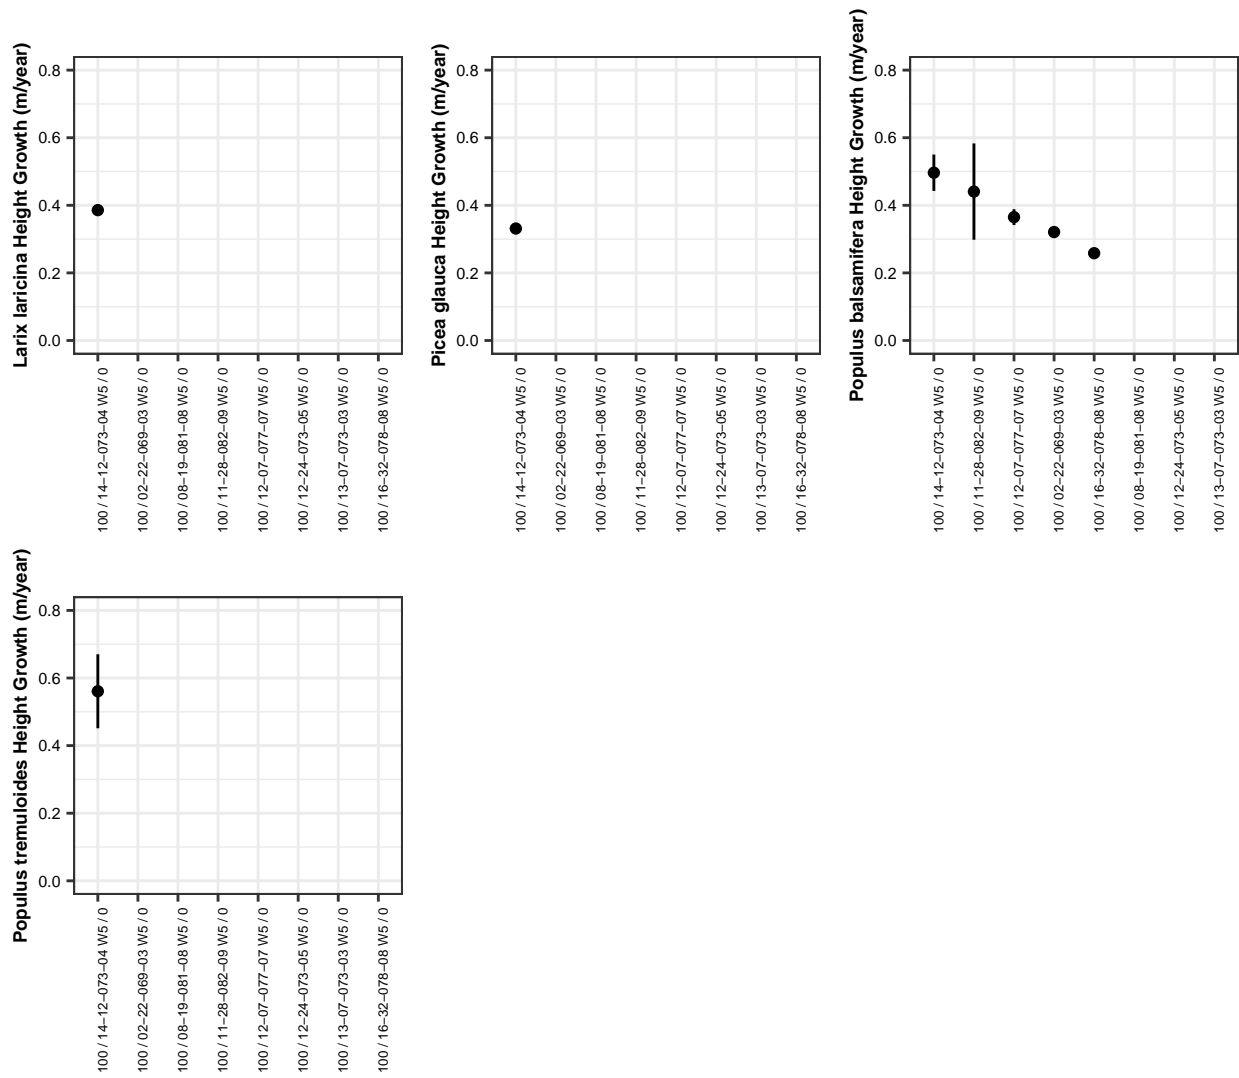 Larix laricina Height Growth (m/year)
0.8
0.6
0.4
0.2
0.0
100 / 14–12–073–04 W5 / 0
100 / 02–22–069–03 W5 / 0
100 / 08–19–081–08 W5 / 0
100 / 11–28–082–09 W5 / 0
100 / 12–07–077–07 W5 / 0
100 / 12–24–073–05 W5 / 0
100 / 13–07–073–03 W5 / 0
100 / 16–32–078–08 W5 / 0
Picea glauca Height Growth (m/year)
0.8
0.6
0.4
0.2
0.0
100 / 14–12–073–04 W5 / 0
100 / 02–22–069–03 W5 / 0
100 / 08–19–081–08 W5 / 0
100 / 11–28–082–09 W5 / 0
100 / 12–07–077–07 W5 / 0
100 / 12–24–073–05 W5 / 0
100 / 13–07–073–03 W5 / 0
100 / 16–32–078–08 W5 / 0
Populus balsamifera Height Growth (m/year)
0.8
0.6
0.4
0.2
0.0
100 / 14–12–073–04 W5 / 0
100 / 11–28–082–09 W5 / 0
100 / 12–07–077–07 W5 / 0
100 / 02–22–069–03 W5 / 0
100 / 16–32–078–08 W5 / 0
100 / 08–19–081–08 W5 / 0
100 / 12–24–073–05 W5 / 0
100 / 13–07–073–03 W5 / 0
Populus tremuloides Height Growth (m/year)
0.8
0.6
0.4
0.2
0.0
100 / 14–12–073–04 W5 / 0
100 / 02–22–069–03 W5 / 0
100 / 08–19–081–08 W5 / 0
100 / 11–28–082–09 W5 / 0
100 / 12–07–077–07 W5 / 0
100 / 12–24–073–05 W5 / 0
100 / 13–07–073–03 W5 / 0
100 / 16–32–078–08 W5 / 0